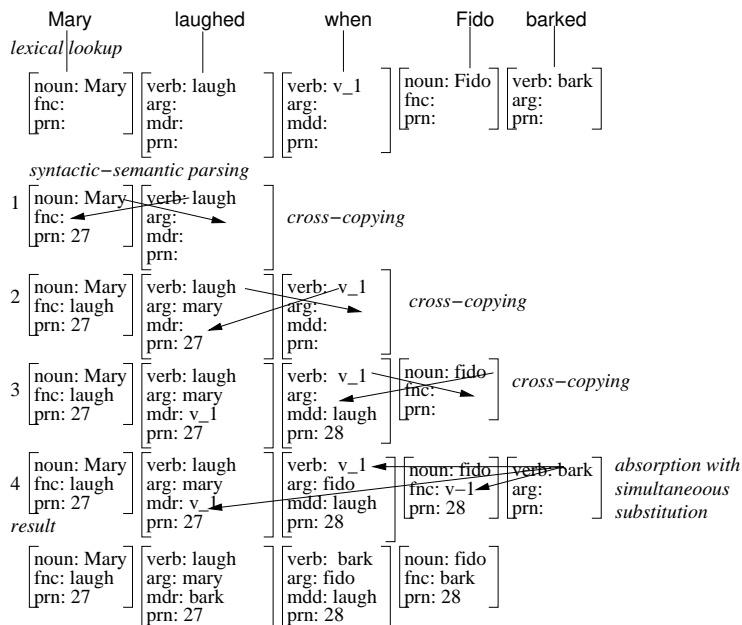 Mary laughed when Fido barked
lexical lookup
noun: Mary verb: laugh verb: v_1 noun: Fido verb: bark
fnc: arg: arg: fnc: arg:
prn: mdr: mdd: prn: prn:
prn: prn:
syntactic−semantic parsing
1 noun: Mary verb: laugh
fnc: arg: cross−copying
prn: 27 mdr:
prn:
2 noun: Mary verb: laugh verb: v_1
fnc: laugh arg: mary arg: cross−copying
prn: 27 mdr: mdd:
prn: 27 prn:
3 noun: Mary verb: laugh verb: v_1 noun: fido
fnc: laugh arg: mary arg: fnc: cross−copying
prn: 27 mdr: v_1 mdd: laugh prn:
prn: 27 prn: 28
4 noun: Mary verb: laugh verb: v_1 noun: fido verb: bark absorption with
fnc: laugh arg: mary arg: fido fnc: v−1 arg: simultaneoous
prn: 27 mdr: v_1 mdd: laugh prn: 28 prn: substitution
prn: 27 prn: 28
result
noun: Mary verb: laugh verb: bark noun: fido
fnc: laugh arg: mary arg: fido fnc: bark
prn: 27 mdr: bark mdd: laugh prn: 28
prn: 27 prn: 28